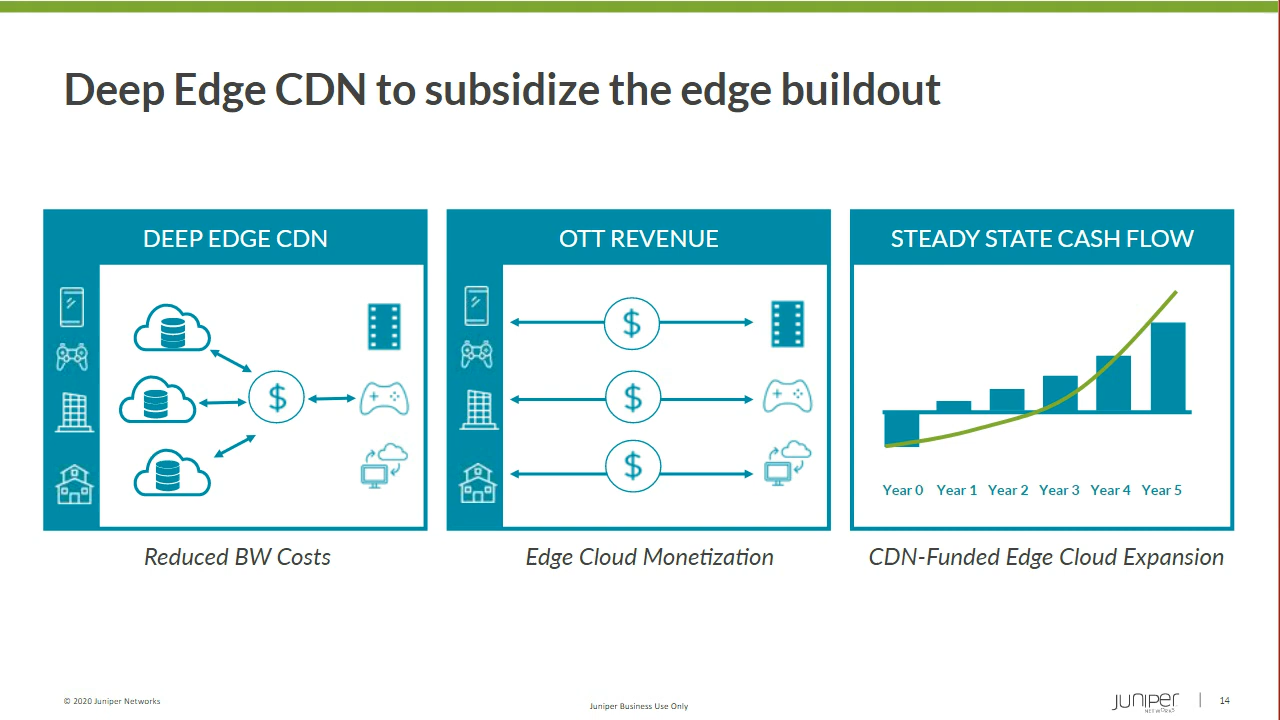 Deep Edge CDN to subsidize the edge buildout
DEEP EDGE CDN
$
Reduced BW Costs
OTT REVENUE
$
$
$
Edge Cloud Monetization
STEADY STATE CASH FLOW
Year 0 Year 1 Year 2 Year 3 Year 4 Year 5
CDN-Funded Edge Cloud Expansion
© 2020 Juniper Networks
Juniper Business Use Only
JUNIPER
NETWORKS
14